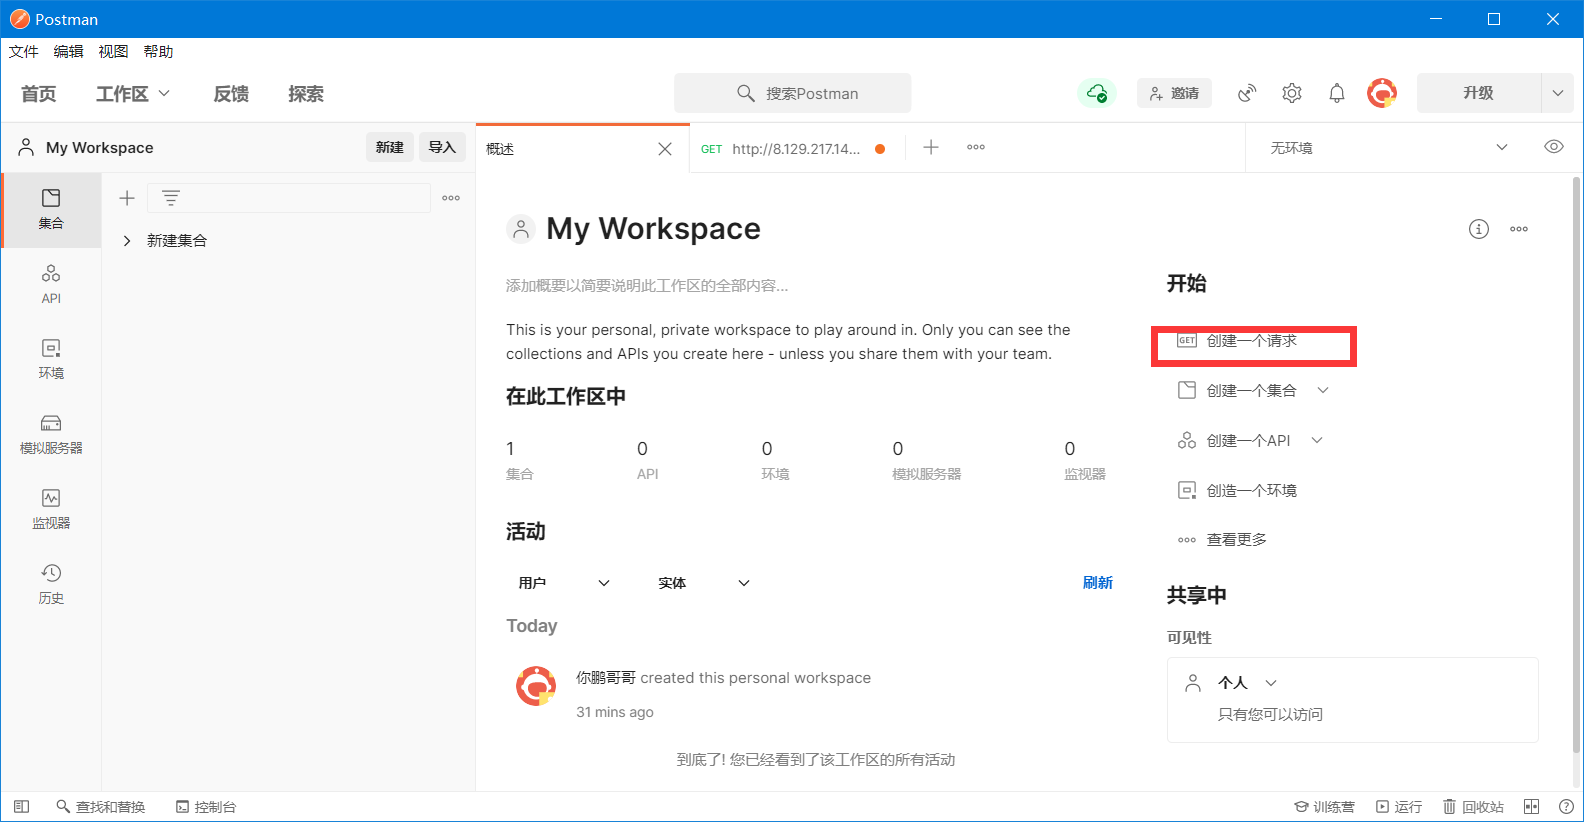 Postman
文件 编辑 视图 帮助
首页 工作区 反馈 探索 搜索Postman 邀请 升级
My Workspace 新建 导入 概述 GET http://8.129.217.14... 无环境
集合
新建集合
API
环境
模拟服务器
监视器
历史
My Workspace
添加概要以简要说明此工作区的全部内容...
This is your personal, private workspace to play around in. Only you can see the
collections and APIs you create here - unless you share them with your team.
在此工作区中
1 0 0 0 0
集合 API 环境 模拟服务器 监视器
活动
用户 实体 刷新
Today
你鹏哥哥 created this personal workspace
31 mins ago
到底了! 您已经看到了该工作区的所有活动
开始
GET 创建一个请求
创建一个集合
创建一个API
创造一个环境
查看更多
共享中
可见性
个人
只有您可以访问
查找和替换 控制台 训练营 运行 回收站